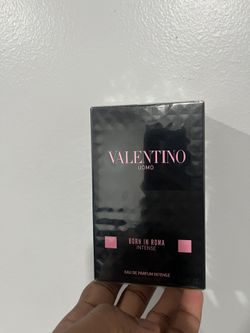 VALENTINO
UOMO
BORN IN ROMA
INTENSE
EAU DE PARFUM INTENSE